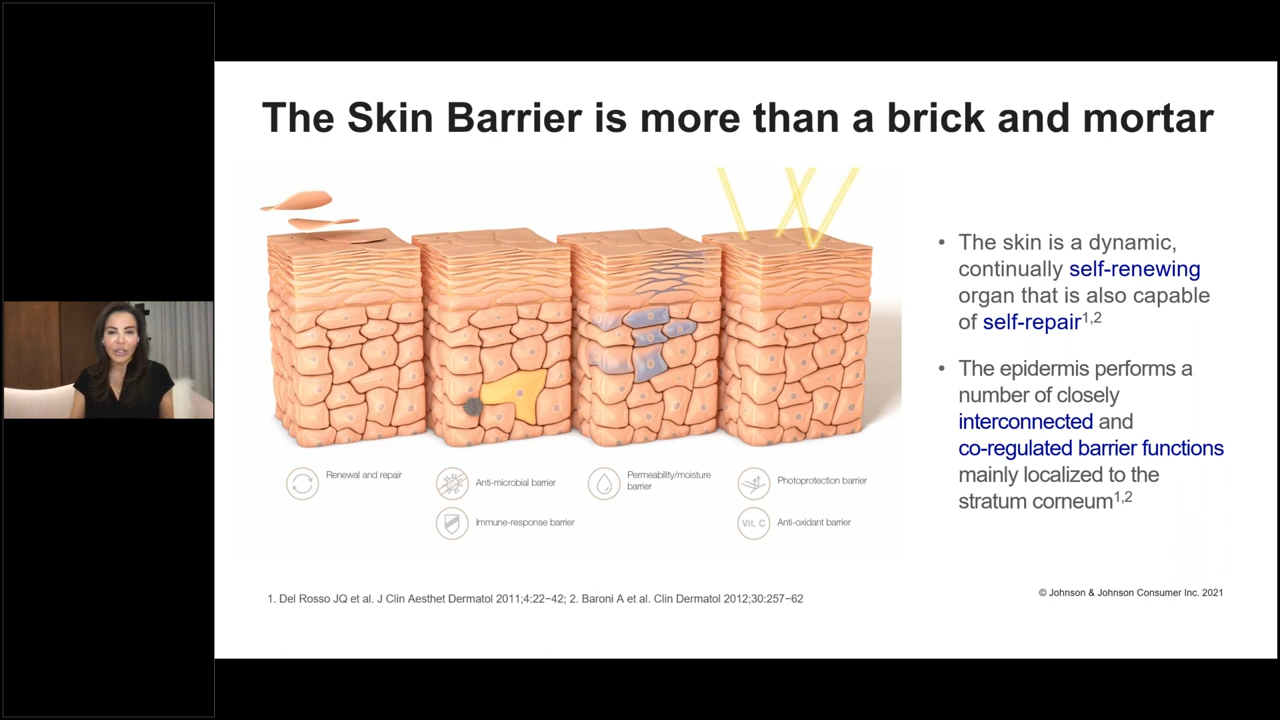 The Skin Barrier is more than a brick and mortar
Renewal and repair
Anti-microbial barrier
Immune-response barrier
Permeability/moisture
barrier
Photoprotection barrier
Vit. C
Anti-oxidant barrier
• The skin is a dynamic,
continually self-renewing
organ that is also capable
of self-repair1,2
• The epidermis performs a
number of closely
interconnected and
co-regulated barrier functions
mainly localized to the
stratum corneum1,2
1. Del Rosso JQ et al. J Clin Aesthet Dermatol 2011;4:22−42; 2. Baroni A et al. Clin Dermatol 2012;30:257−62
© Johnson & Johnson Consumer Inc. 2021